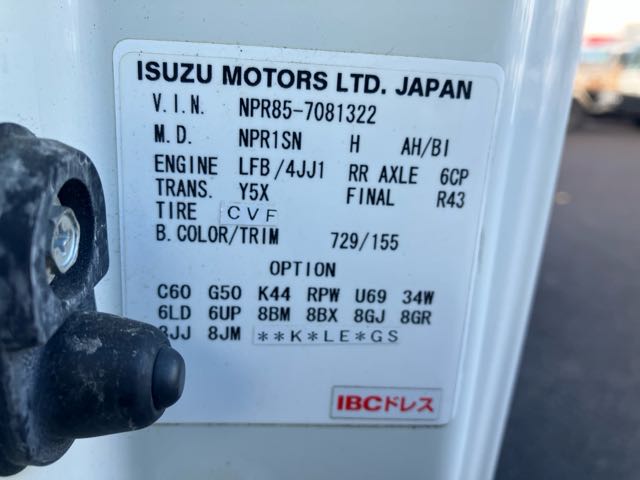 ISUZU MOTORS LTD. JAPAN
V.I.N. NPR85-7081322
M.D. NPR1SN H AH/BI
ENGINE LFB/4JJ1 RR AXLE 6CP
TRANS. Y5X FINAL R43
TIRE CVF
B.COLOR/TRIM 729/155
OPTION
C60 G50 K44 RPW U69 34W
6LD 6UP 8BM 8BX 8GJ 8GR
8JM **K*LE*GS
IBCドレス